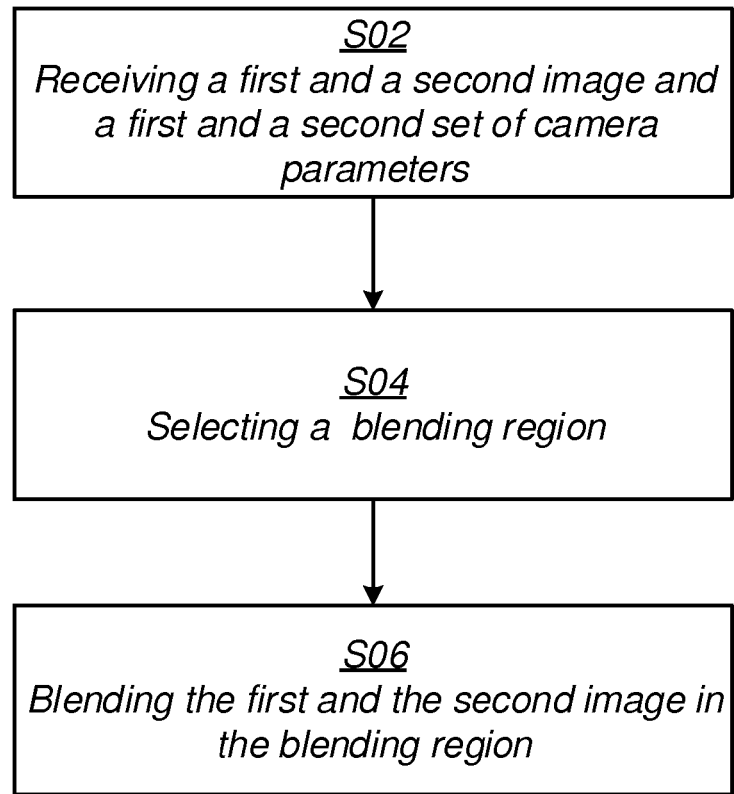 S02
Receiving a first and a second image and
a first and a second set of camera
parameters
S04
Selecting a blending region
S06
Blending the first and the second image in
the blending region